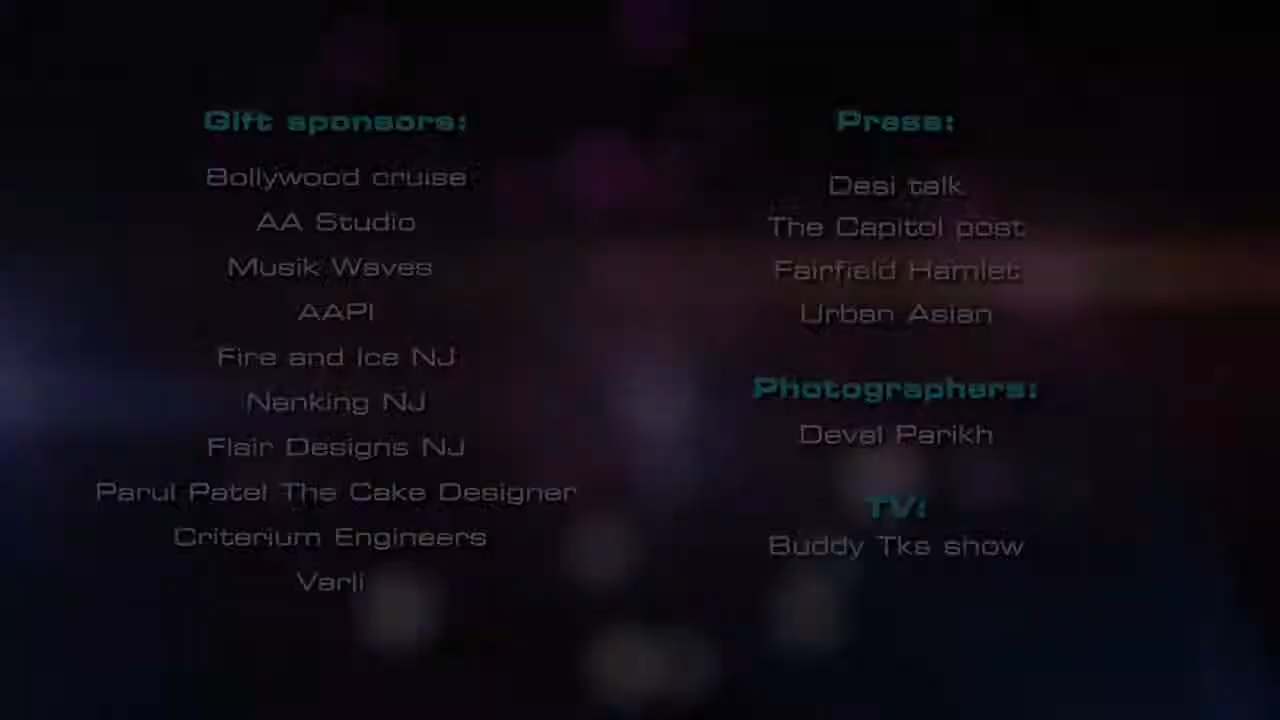 Gift sponsors:
Bollywood cruise
AA Studio
Musik Waves
AAPI
Fire and Ice NJ
Nanking NJ
Flair Designs NJ
Parul Patel The Cake Designer
Criterium Engineers
Varli
Press:
Desi talk
The Capitol post
Fairfield Hamlet
Urban Asian
Photographers:
Deval Parikh
TV:
Buddy Tks show